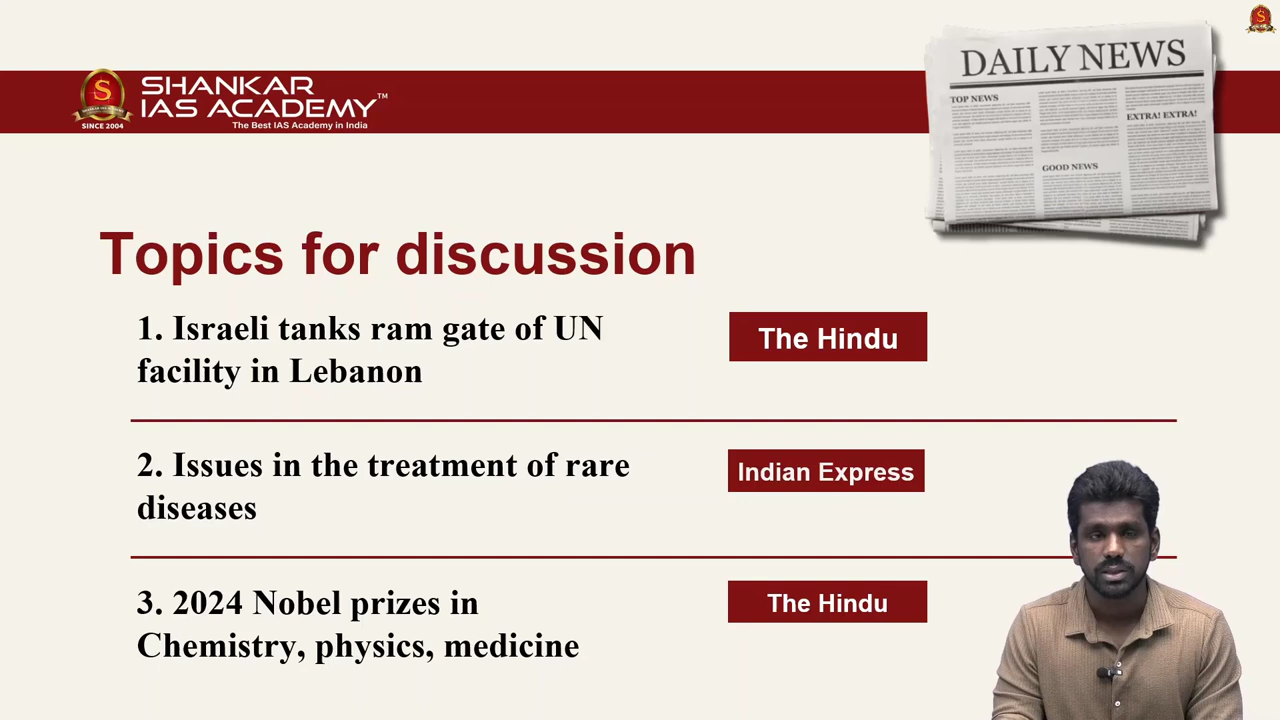 SHANKAR
IAS ACADEMY™
The Best IAS Academy in India
SINCE 2004
DAILY NEWS
TOP NEWS
EXTRA! EXTRA!
GOOD NEWS
Topics for discussion
1. Israeli tanks ram gate of UN
facility in Lebanon
The Hindu
2. Issues in the treatment of rare
diseases
Indian Express
3. 2024 Nobel prizes in
Chemistry, physics, medicine
The Hindu